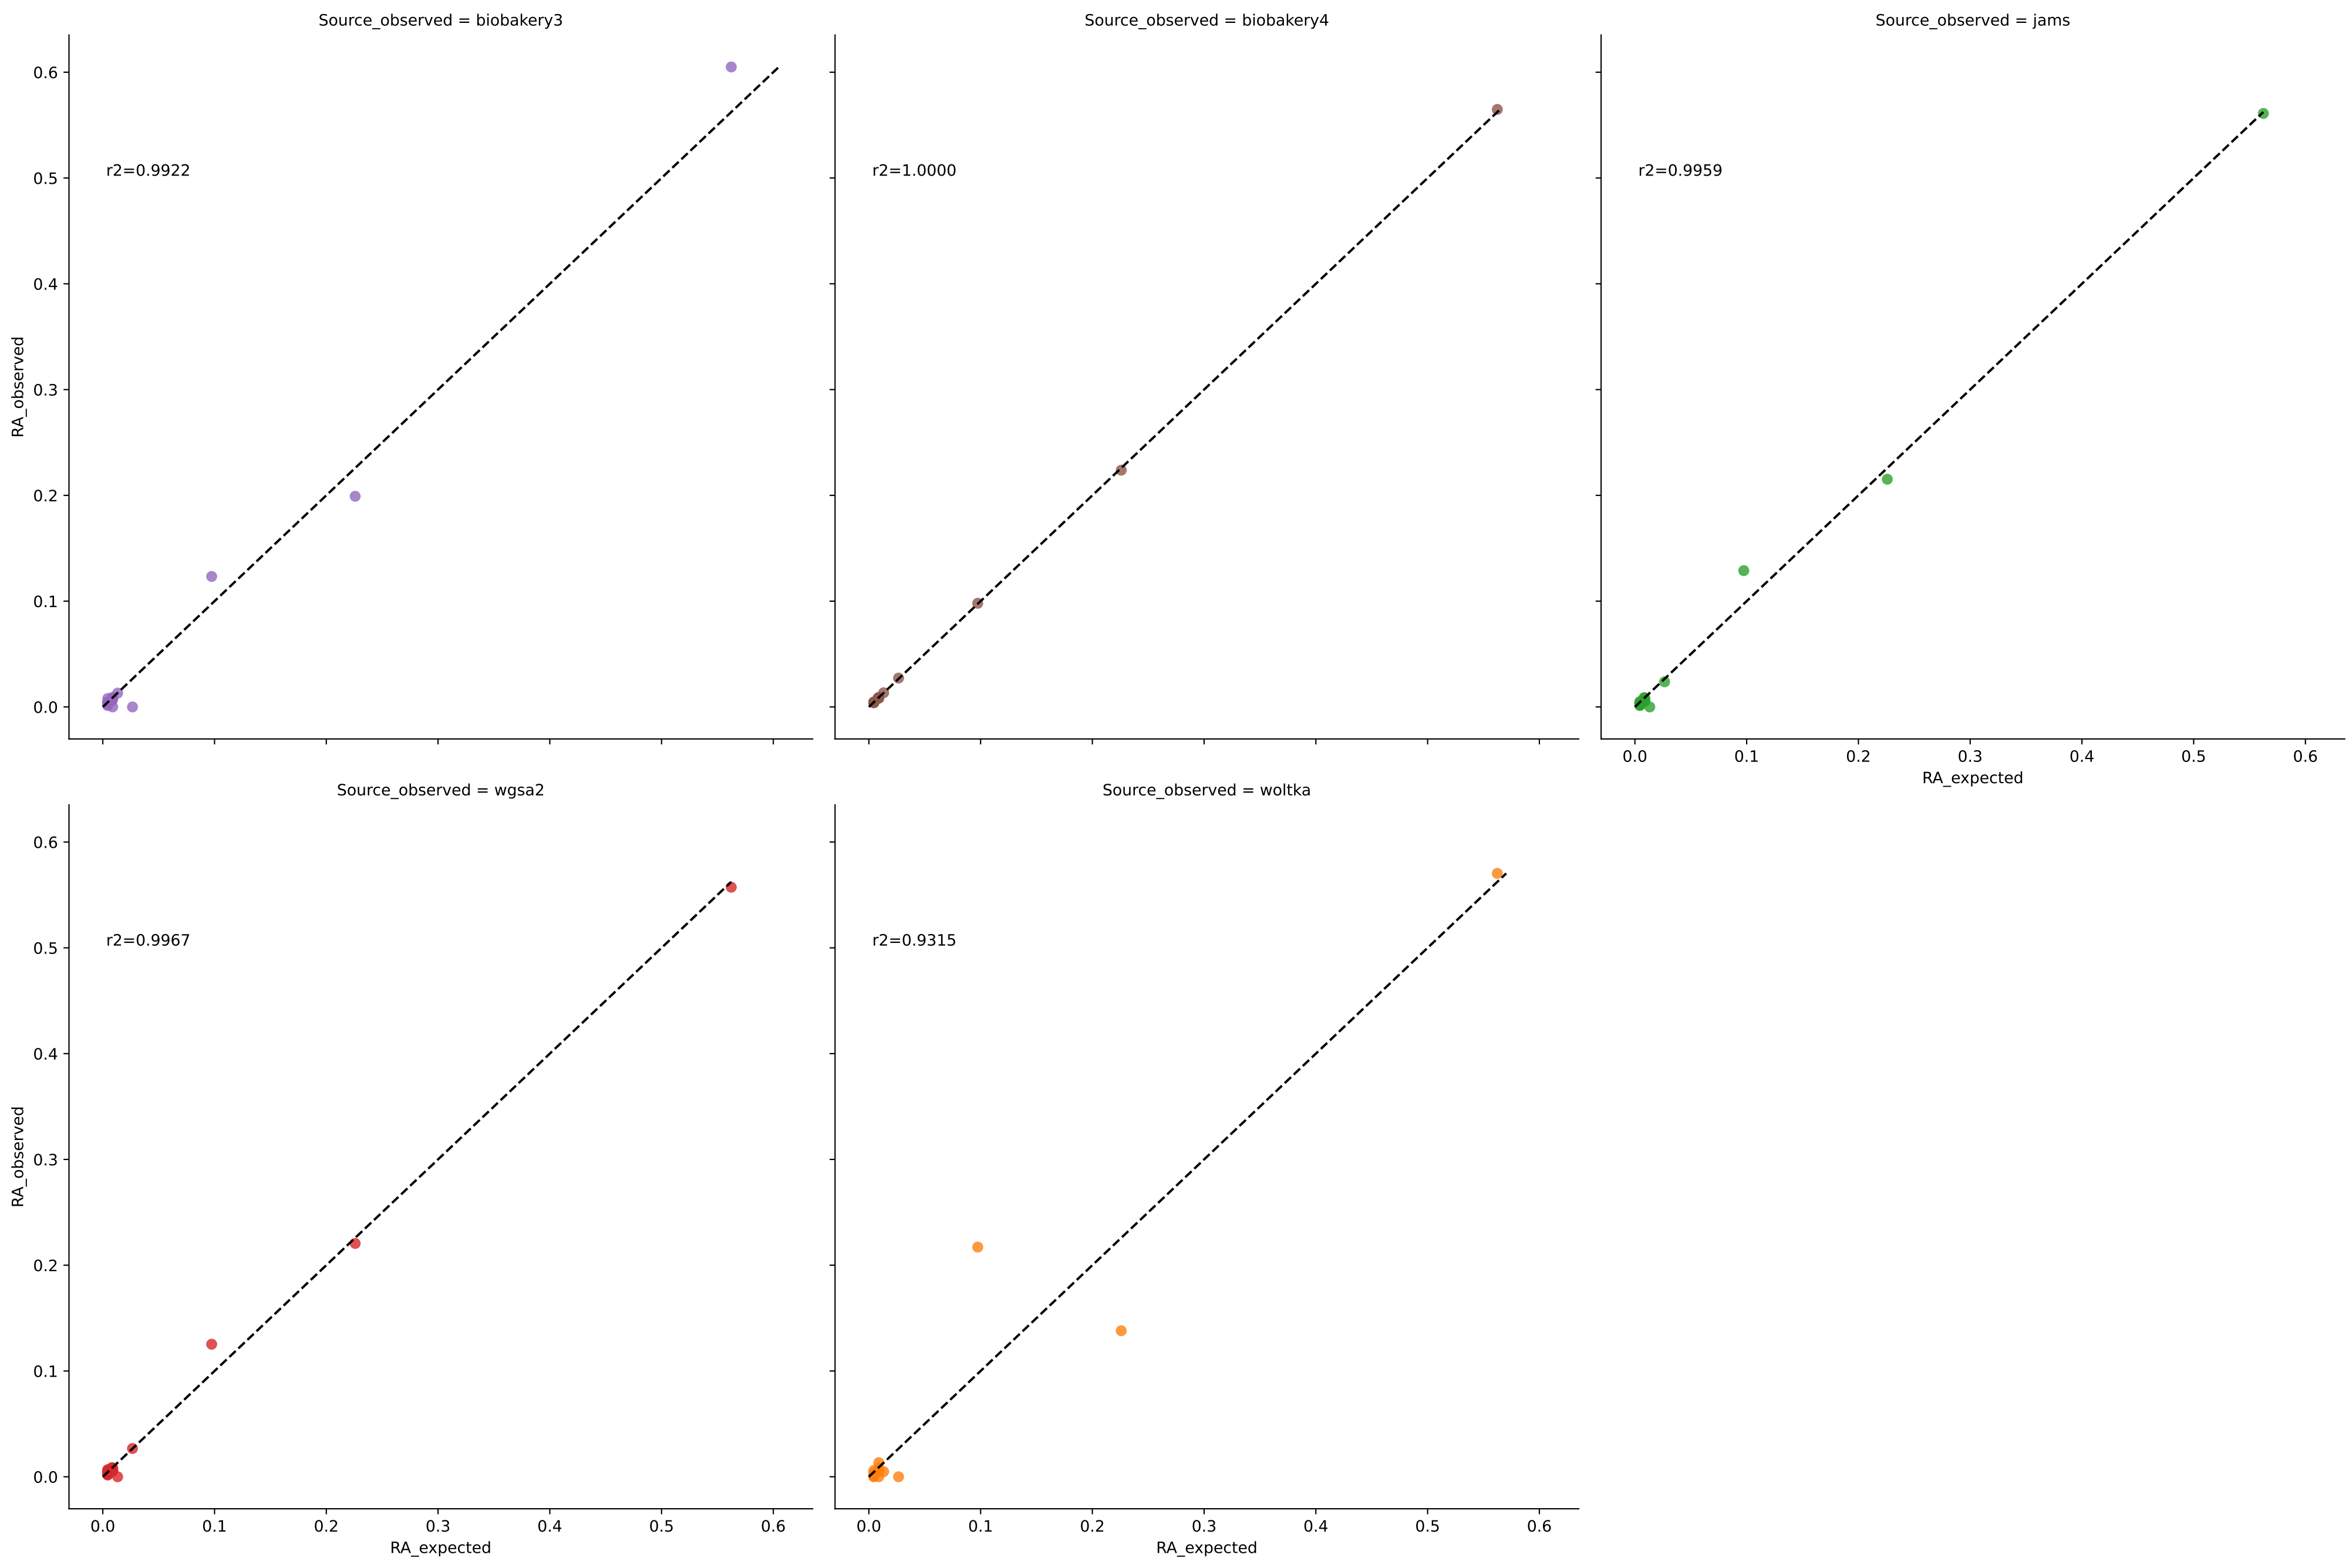 Source_observed = biobakery3
RA_observed
0.6
0.5
0.4
0.3
0.2
0.1
0.0
r2=0.9922
Source_observed = biobakery4
r2=1.0000
Source_observed = jams
r2=0.9959
0.0 0.1 0.2 0.3 0.4 0.5 0.6
RA_expected
Source_observed = wgsa2
RA_observed
0.6
0.5
0.4
0.3
0.2
0.1
0.0
r2=0.9967
0.0 0.1 0.2 0.3 0.4 0.5 0.6
RA_expected
Source_observed = woltka
r2=0.9315
0.0 0.1 0.2 0.3 0.4 0.5 0.6
RA_expected